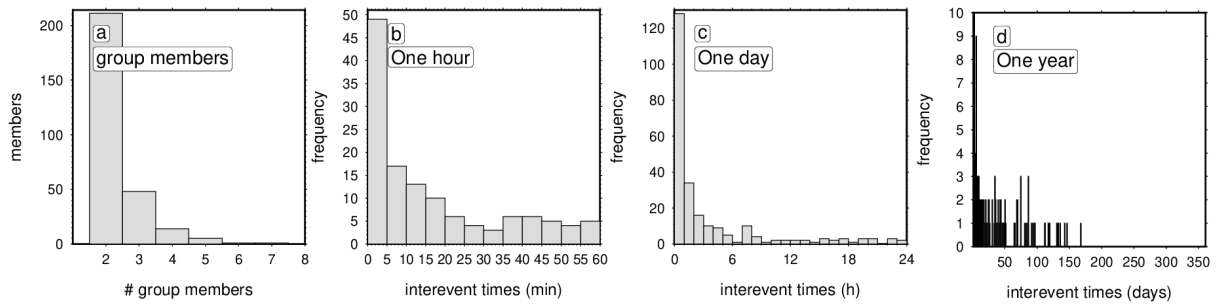 a
group members
members
0
50
100
150
200
2 3 4 5 6 7 8
# group members
b
One hour
frequency
0
5
10
15
20
25
30
35
40
45
50
0 5 10 15 20 25 30 35 40 45 50 55 60
interevent times (min)
c
One day
frequency
0
20
40
60
80
100
120
0 6 12 18 24
interevent times (h)
d
One year
frequency
0
1
2
3
4
5
6
7
8
9
10
50 100 150 200 250 300 350
interevent times (days)